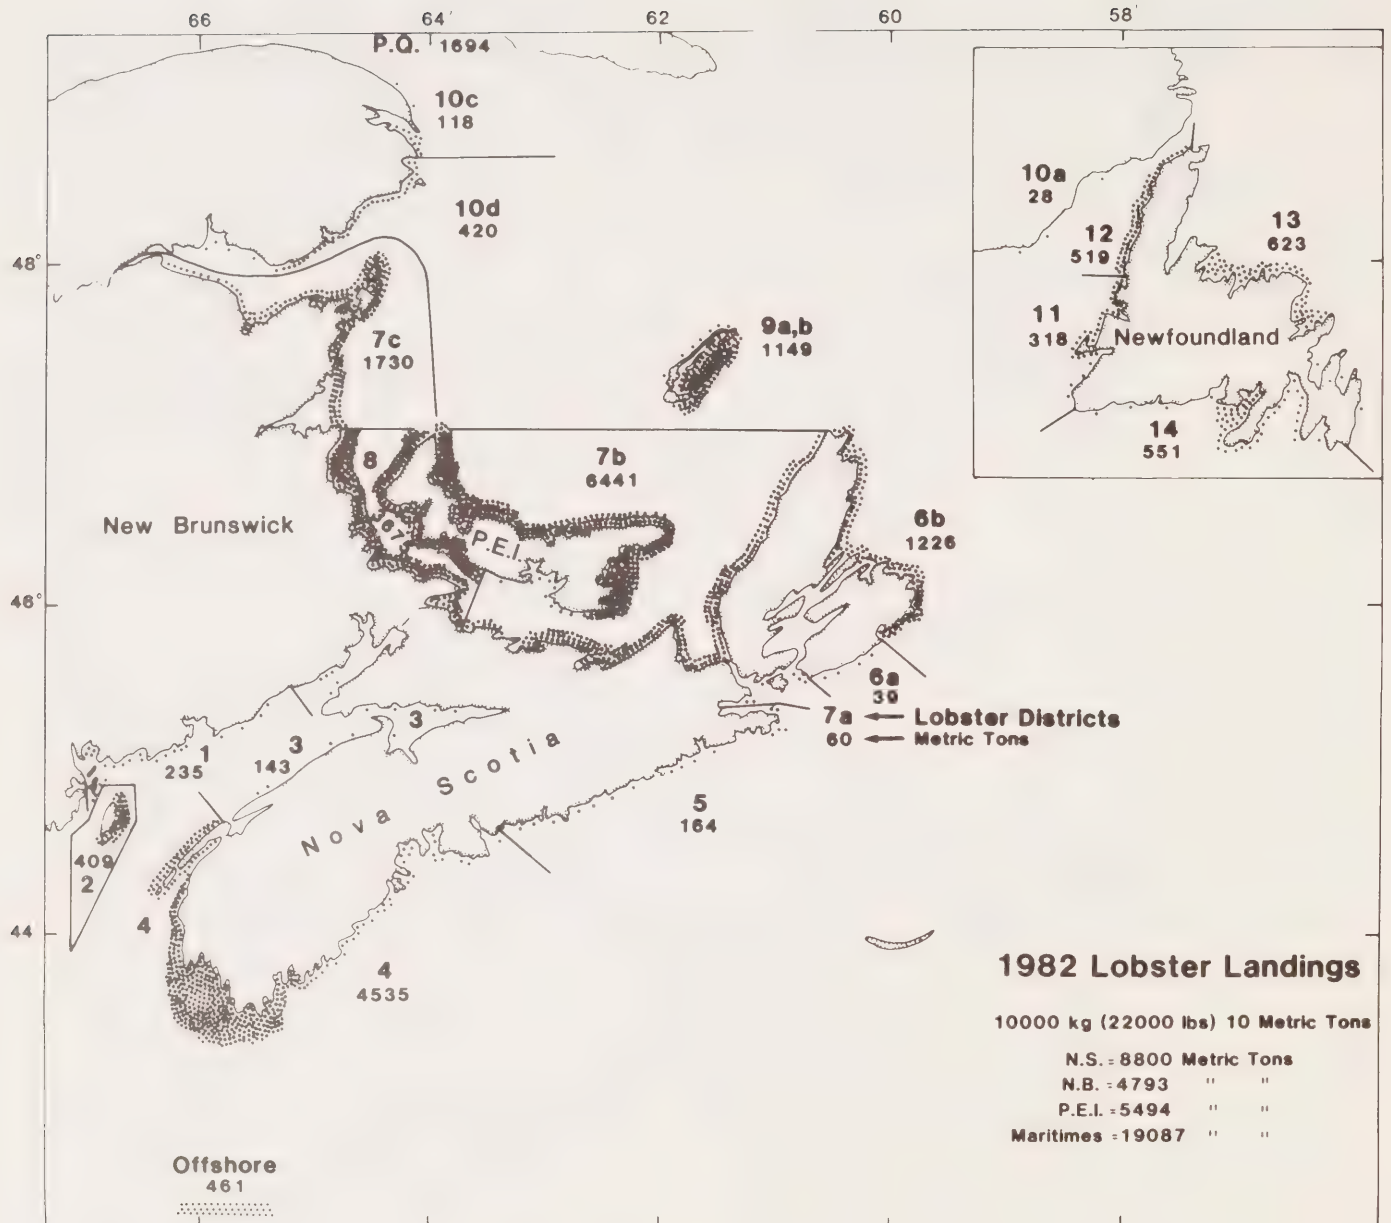 66 64' 62 60 58'
P.Q. 1694
10c
118
10d
420
48°
7c
1730
9a,b
1149
10a
28
12
519
13
623
11
318
Newfoundland
14
551
8
7b
6441
New Brunswick
P.E.I.
6b
1226
46°
6a
39
7a ← Lobster Districts
60 ← Metric Tons
3
1
235
3
143
Nova Scotia
5
164
409
2
4
44
4
4535
1982 Lobster Landings
10000 kg (22000 lbs) 10 Metric Tons
N.S. = 8800 Metric Tons
N.B. = 4793 " "
P.E.I. = 5494 " "
Maritimes = 19087 " "
Offshore
461